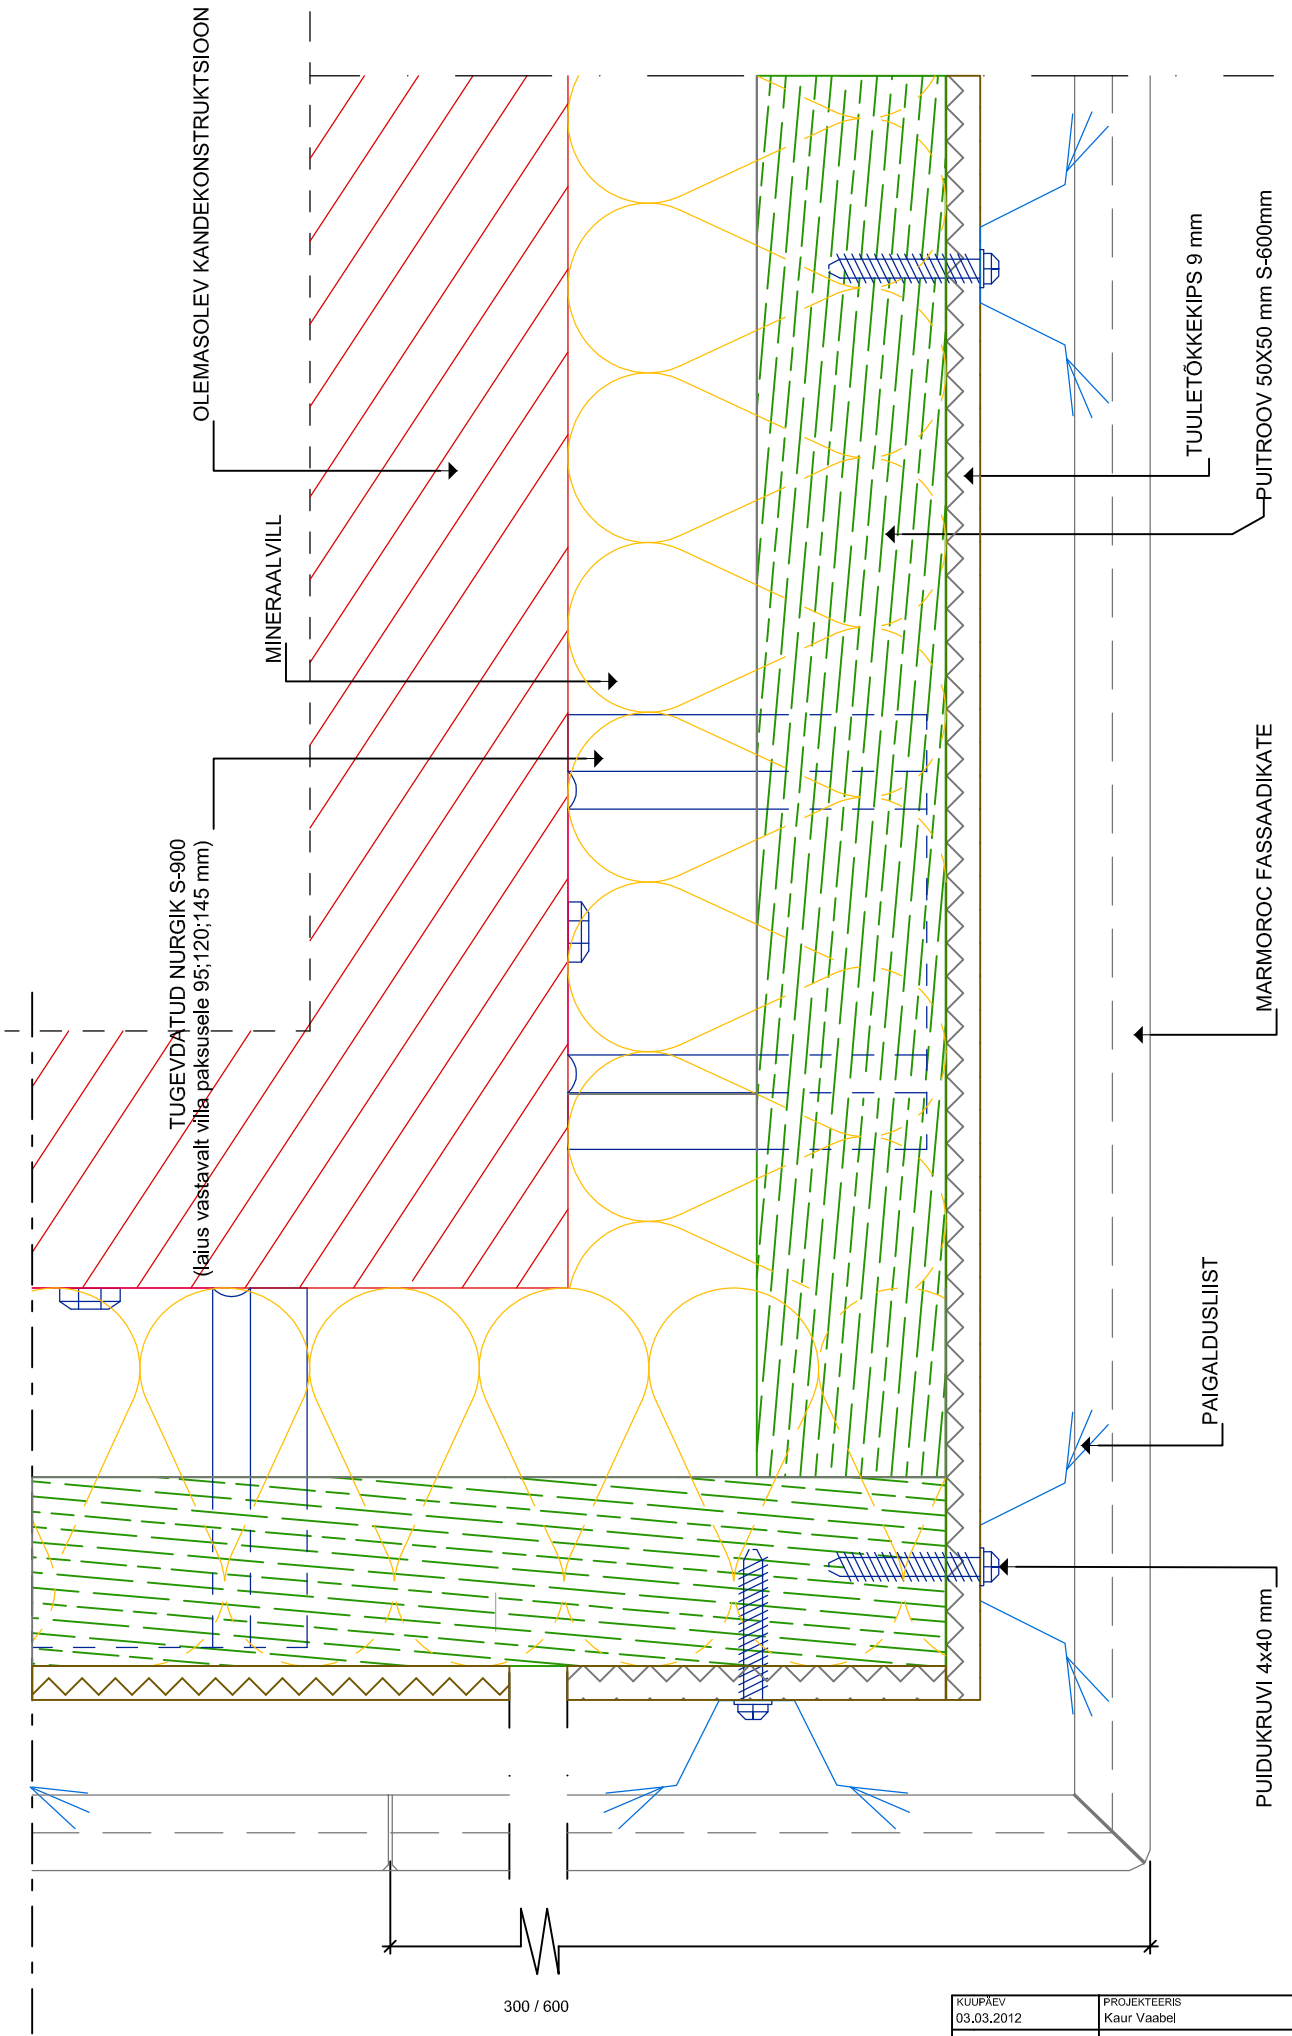 OLEMASOLEV KANDEKONSTRUKTSIOON
MINERAALVILL
TUGEVDATUD NURGIK S-900
(laius vastavalt villa paksusele 95;120;145 mm)
TUULETÕKKEKIPS 9 mm
PUITROOV 50X50 mm S-600mm
MARMOROC FASSAADIKATE
PAIGALDUSLIIST
PUIDUKRUVI 4x40 mm
300 / 600
KUUPÄEV
03.03.2012
PROJEKTEERIS
Kaur Vaabel